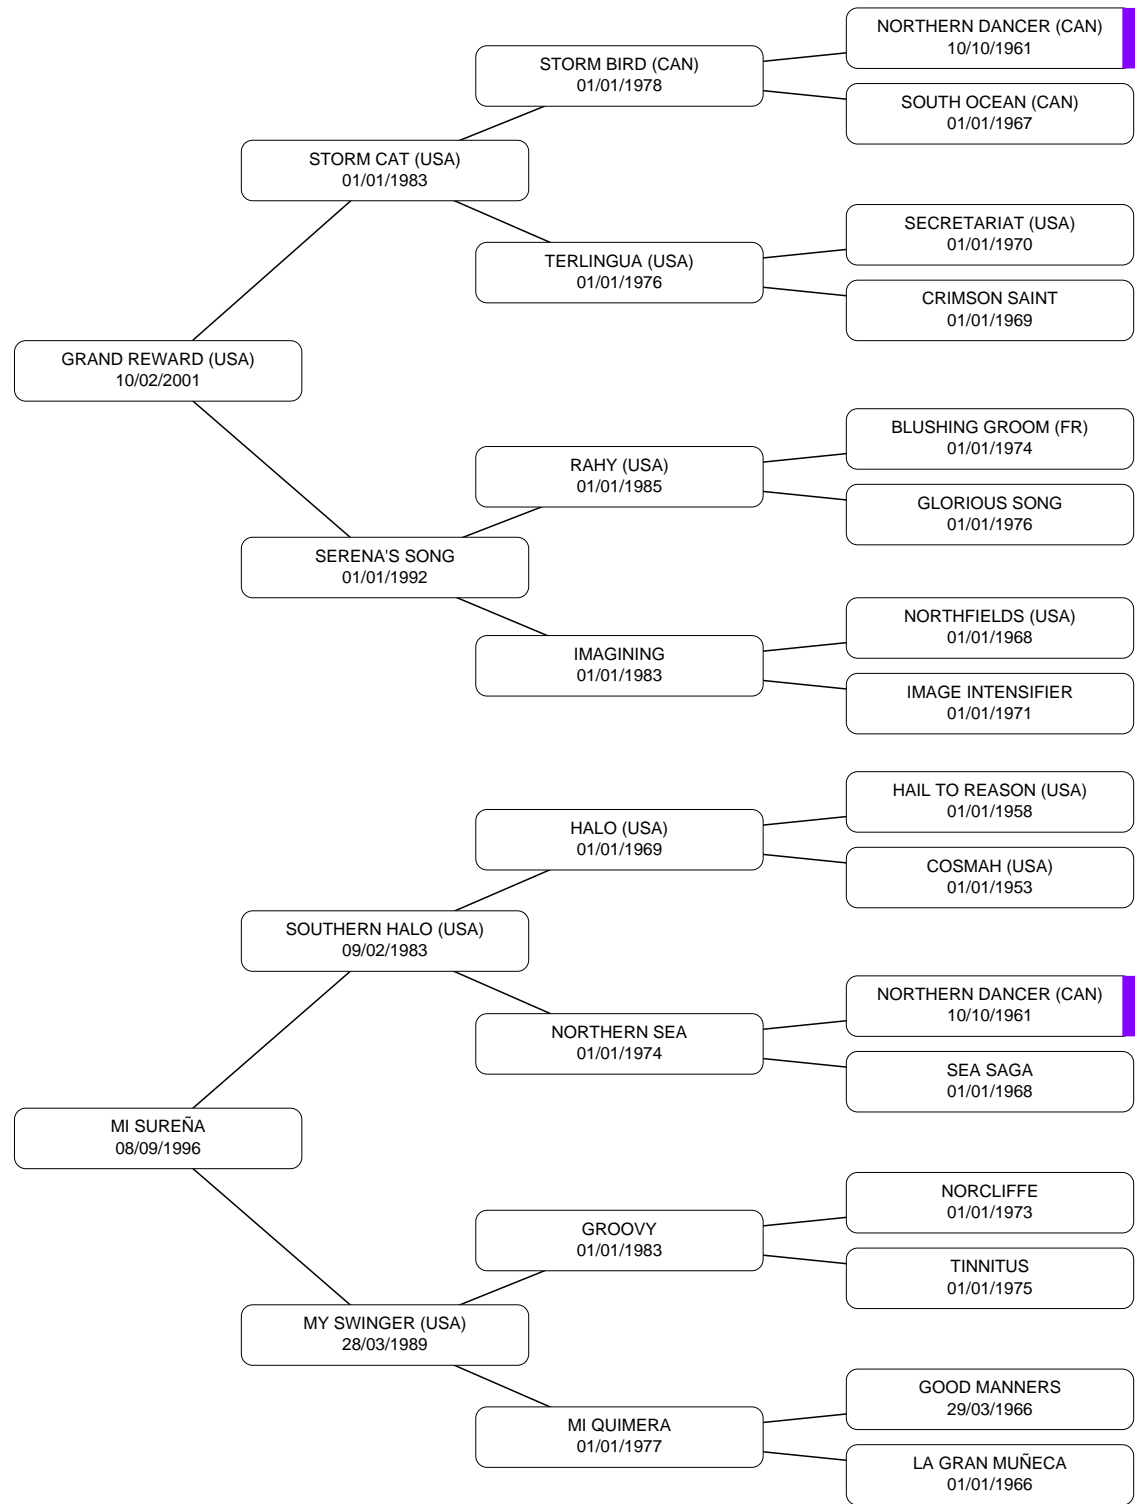 NORTHERN DANCER (CAN)
10/10/1961
STORM BIRD (CAN)
01/01/1978
SOUTH OCEAN (CAN)
01/01/1967
STORM CAT (USA)
01/01/1983
SECRETARIAT (USA)
01/01/1970
TERLINGUA (USA)
01/01/1976
CRIMSON SAINT
01/01/1969
GRAND REWARD (USA)
10/02/2001
BLUSHING GROOM (FR)
01/01/1974
RAHY (USA)
01/01/1985
GLORIOUS SONG
01/01/1976
SERENA'S SONG
01/01/1992
NORTHFIELDS (USA)
01/01/1968
IMAGINING
01/01/1983
IMAGE INTENSIFIER
01/01/1971
HAIL TO REASON (USA)
01/01/1958
HALO (USA)
01/01/1969
COSMAH (USA)
01/01/1953
SOUTHERN HALO (USA)
09/02/1983
NORTHERN DANCER (CAN)
10/10/1961
NORTHERN SEA
01/01/1974
SEA SAGA
01/01/1968
MI SUREÑA
08/09/1996
NORCLIFFE
01/01/1973
GROOVY
01/01/1983
TINNITUS
01/01/1975
MY SWINGER (USA)
28/03/1989
GOOD MANNERS
29/03/1966
MI QUIMERA
01/01/1977
LA GRAN MUÑECA
01/01/1966